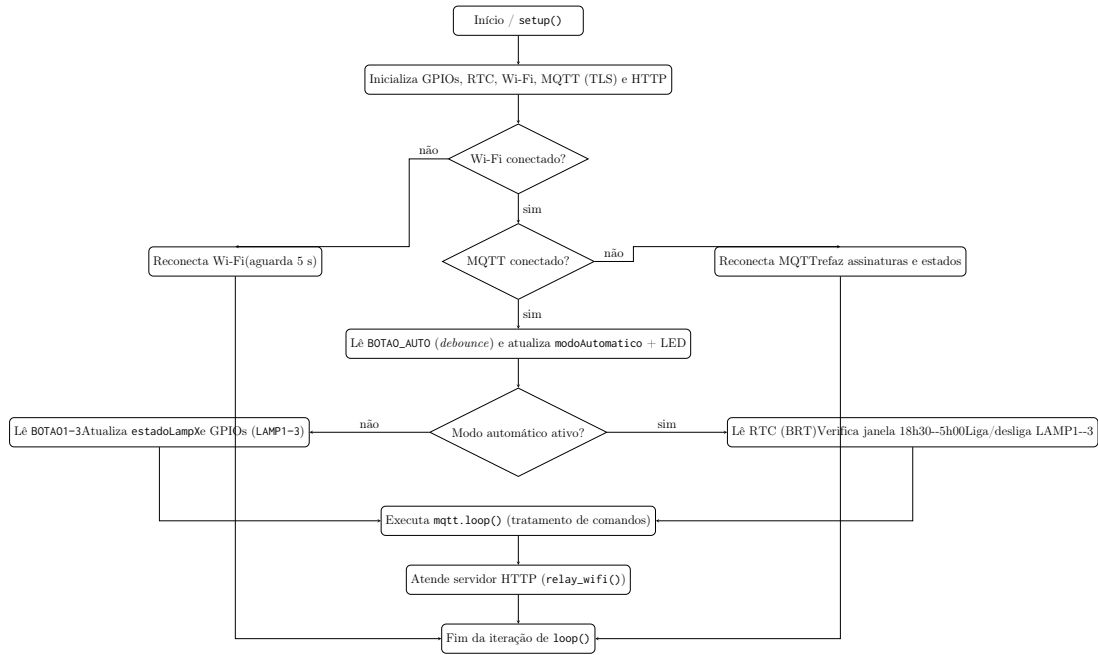 Início / setup()
Inicializa GPIOs, RTC, Wi-Fi, MQTT (TLS) e HTTP
Wi-Fi conectado?
não
sim
Reconecta Wi-Fi(aguarda 5 s)
MQTT conectado?
não
Reconecta MQTTrefaz assinaturas e estados
sim
Lê BOTAO_AUTO (debounce) e atualiza modoAutomatico + LED
Lê BOTAO1-3Atualiza estadoLampXe GPIOs (LAMP1-3)
não
Modo automático ativo?
sim
Lê RTC (BRT)Verifica janela 18h30--5h00Liga/desliga LAMP1--3
Executa mqtt.loop() (tratamento de comandos)
Atende servidor HTTP (relay_wifi())
Fim da iteração de loop()